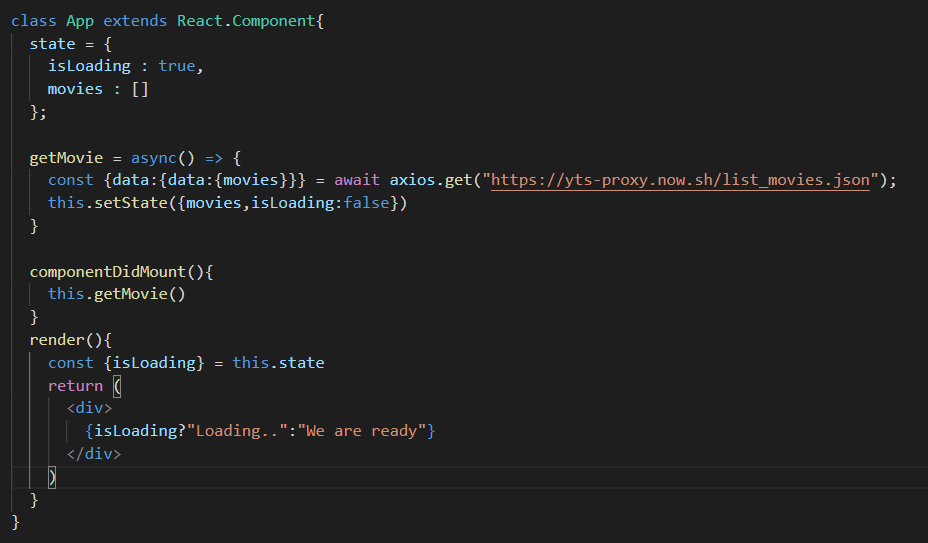 class App extends React.Component{
  state = {
    isLoading : true,
    movies : []
  };

  getMovie = async() => {
    const {data:{data:{movies}}} = await axios.get("https://yts-proxy.now.sh/list_movies.json");
    this.setState({movies,isLoading:false})
  }

  componentDidMount(){
    this.getMovie()
  }
  render(){
    const {isLoading} = this.state
    return (
      <div>
        {isLoading?"Loading..":"We are ready"}
      </div>
    )
  }
}